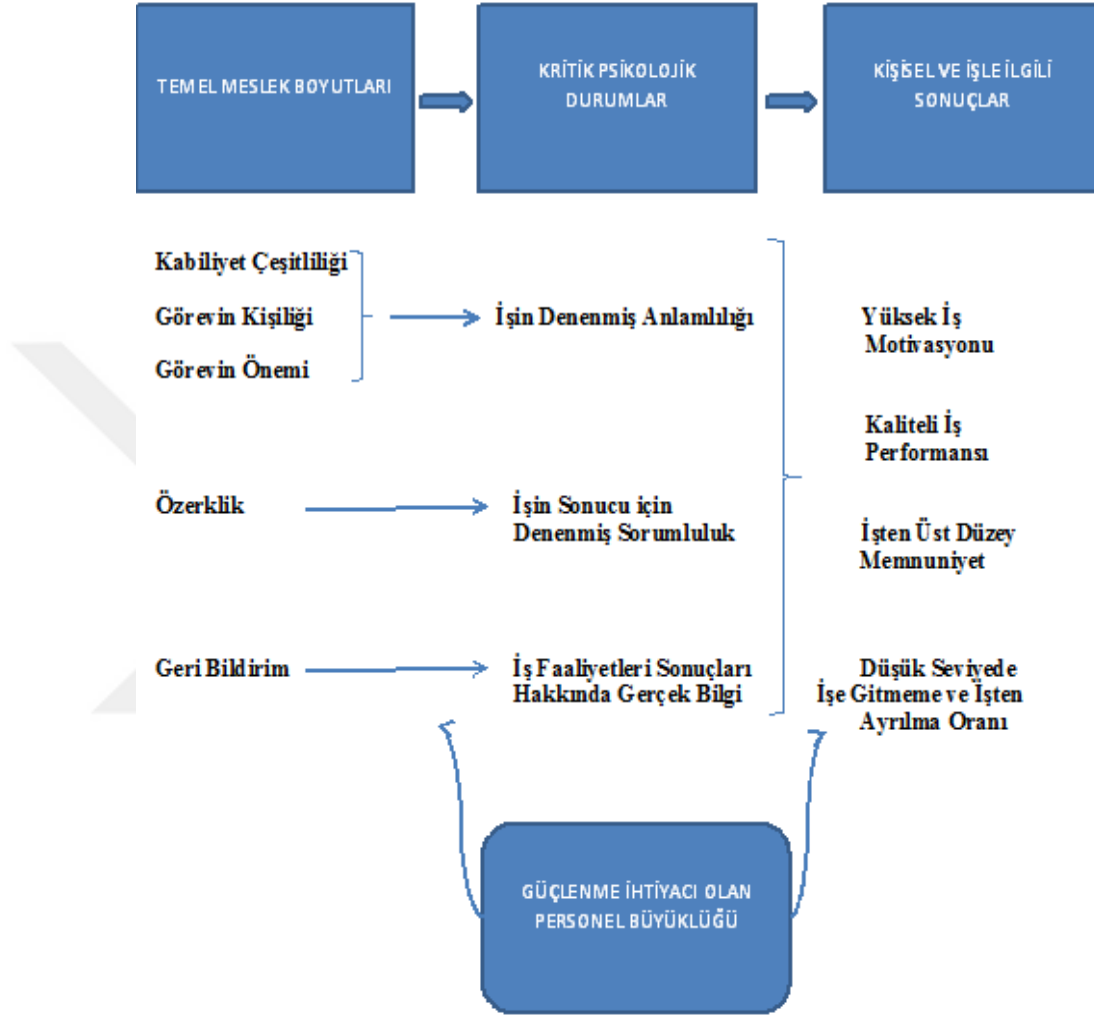 TEMEL MESLEK BOYUTLARI
KRİTİK PSİKOLOJİK
DURUMLAR
KİŞİSEL VE İŞLE İLGİLİ
SONUÇLAR
Kabiliyet Çeşitliliği
Görevin Kişiliği
Görevin Önemi
İşin Denenmiş Anlamlılığı
Yüksek İş
Motivasyonu
Kaliteli İş
Performansı
Özerklik
İşin Sonucu için
Denenmiş Sorumluluk
İşten Üst Düzey
Memnuniyet
Geri Bildirim
İş Faaliyetleri Sonuçları
Hakkında Gerçek Bilgi
Düşük Seviyede
İşe Gitmeme ve İşten
Ayrılma Oranı
GÜÇLENME İHTİYACI OLAN
PERSONEL BÜYÜKLÜĞÜ